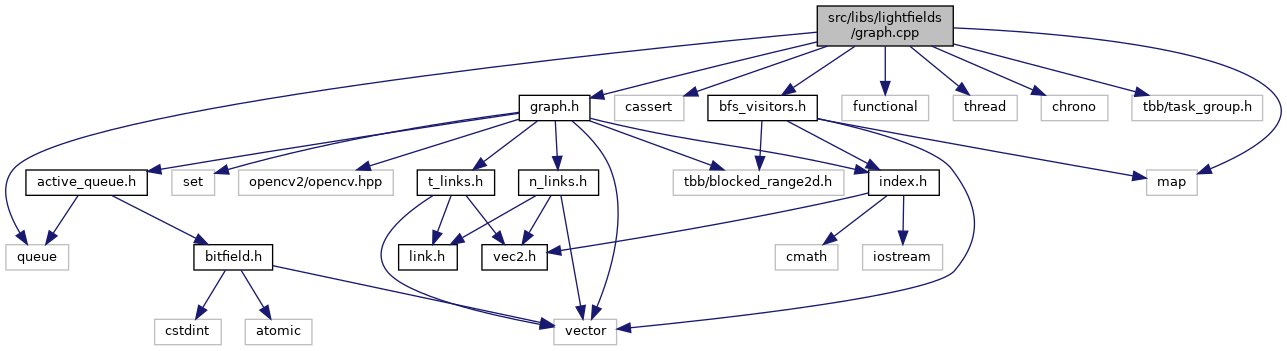 src/libs/lightfields
/graph.cpp
graph.h
cassert
bfs_visitors.h
functional
thread
chrono
tbb/task_group.h
active_queue.h
set
opencv2/opencv.hpp
t_links.h
n_links.h
tbb/blocked_range2d.h
index.h
map
queue
bitfield.h
link.h
vec2.h
cmath
iostream
cstdint
atomic
vector